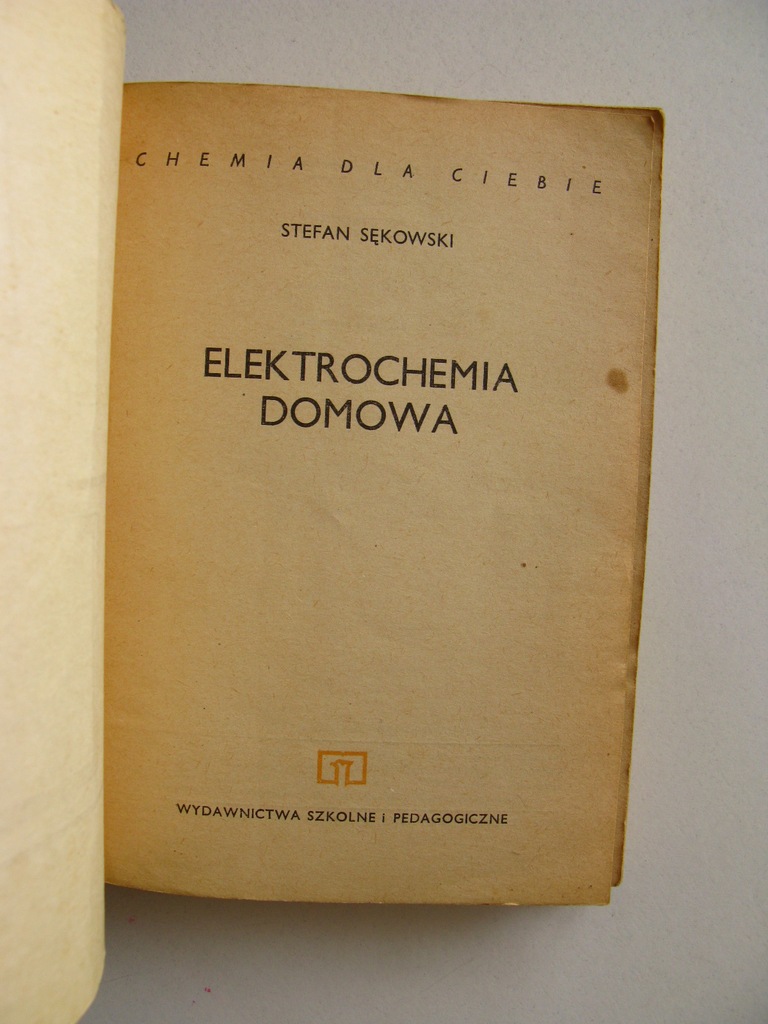 CHEMIA DLA CIEBIE
STEFAN SĘKOWSKI
ELEKTROCHEMIA
DOMOWA
WYDAWNICTWA SZKOLNE i PEDAGOGICZNE